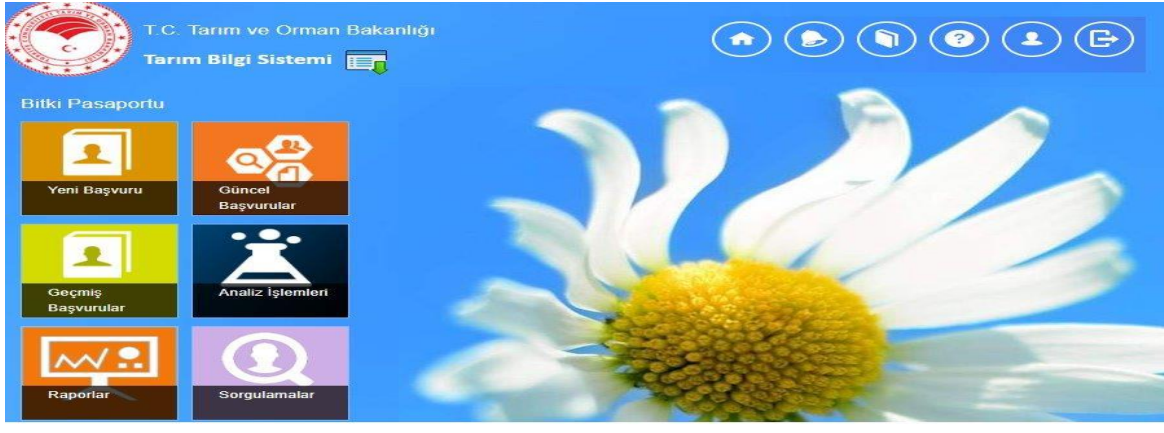 T.C. Tarım ve Orman Bakanlığı
Tarım Bilgi Sistemi
Bitki Pasaportu
Yeni Başvuru
Güncel
Başvurular
Geçmiş
Başvurular
Analiz İşlemleri
Raporlar
Sorgulamalar